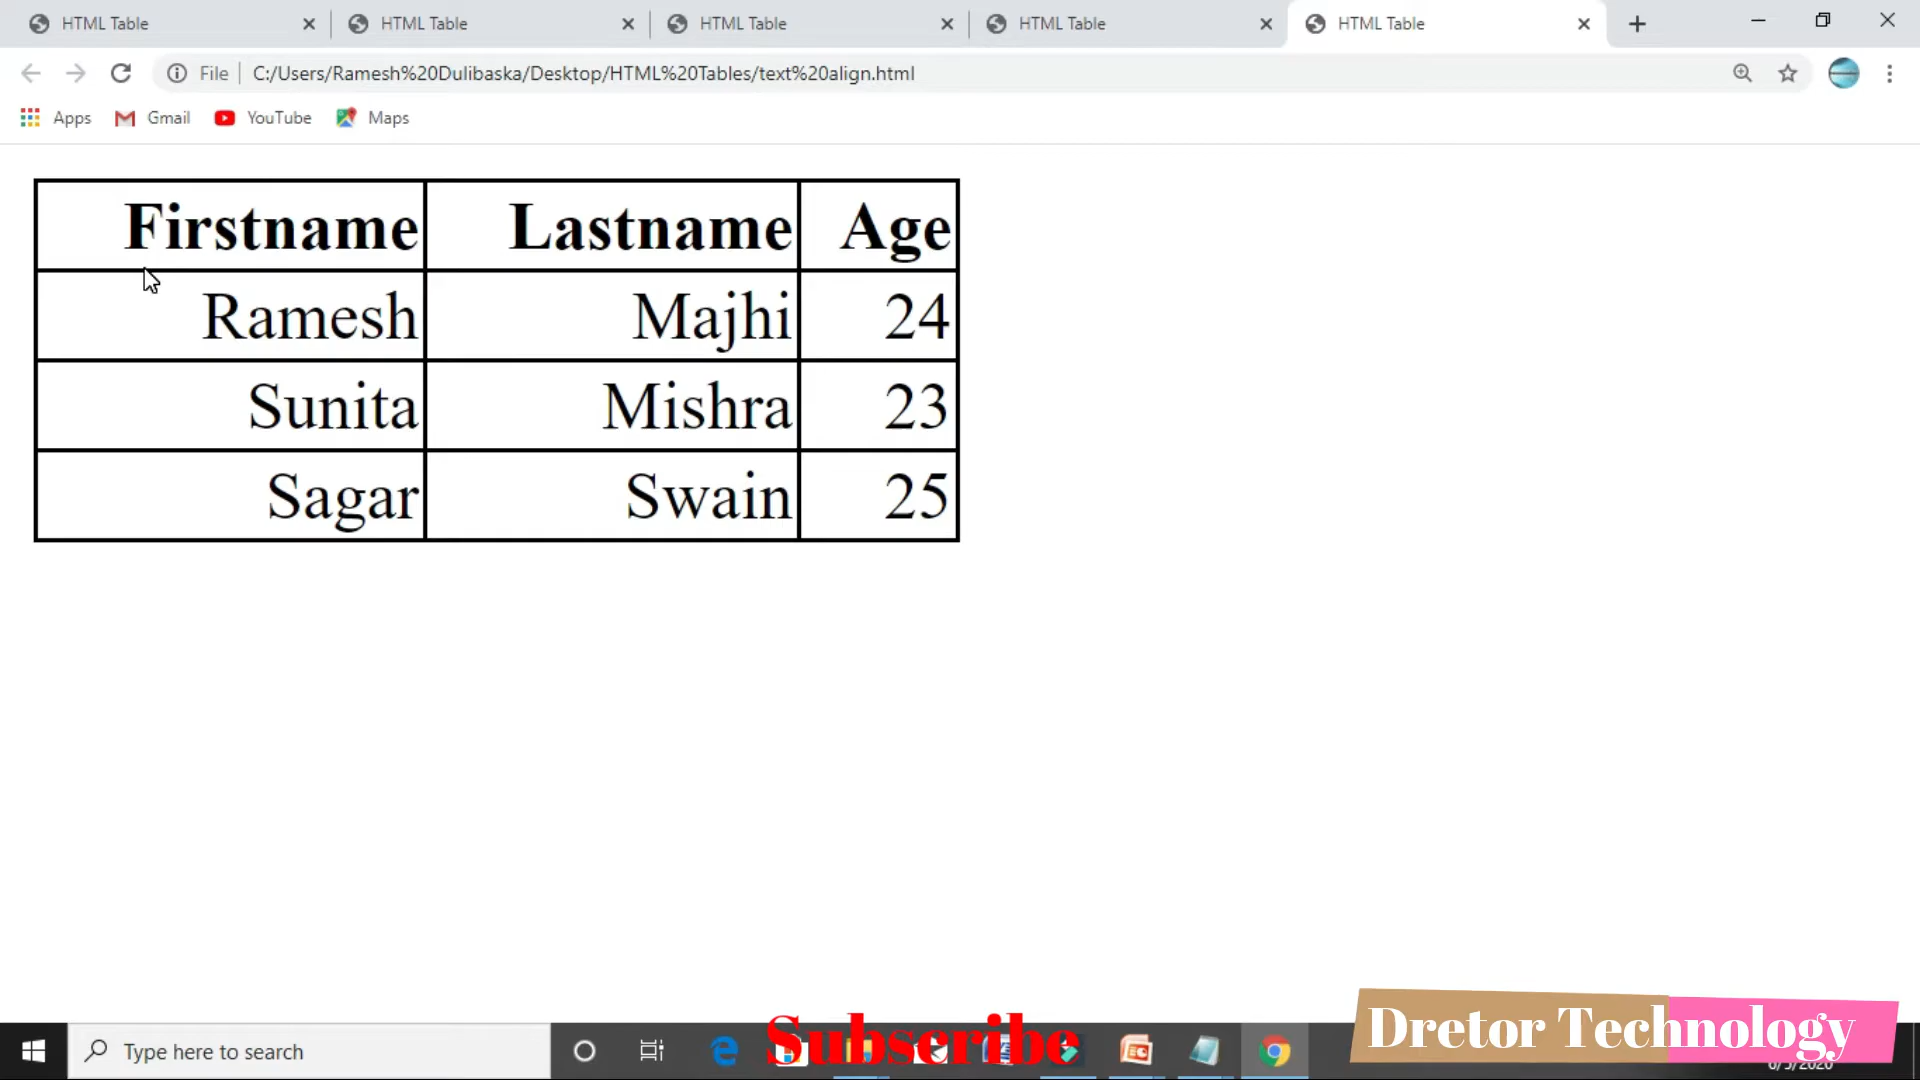 HTML Table HTML Table HTML Table HTML Table HTML Table
File C:/Users/Ramesh%20Dulibaska/Desktop/HTML%20Tables/text%20align.html
Apps Gmail YouTube Maps
Firstname Lastname Age
Ramesh Majhi 24
Sunita Mishra 23
Sagar Swain 25
Type here to search
Subscribe
Dretor Technology